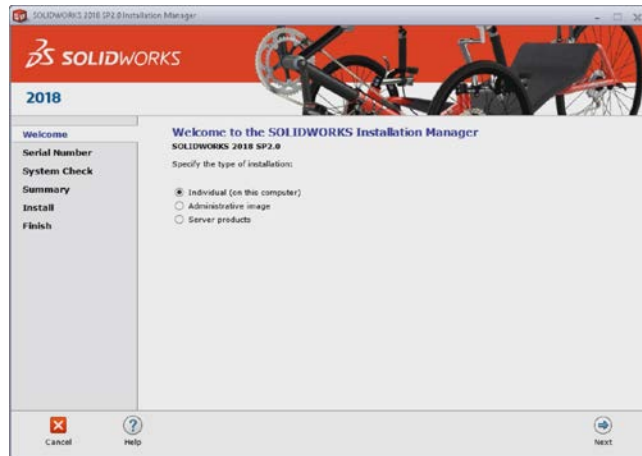 SOLIDWORKS 2018 SP2.0 Installation Manager
SOLIDWORKS
2018
Welcome
Serial Number
System Check
Summary
Install
Finish
Welcome to the SOLIDWORKS Installation Manager
SOLIDWORKS 2018 SP2.0
Specify the type of installation:
Individual (on this computer)
Administrative image
Server products
Cancel
Help
Next